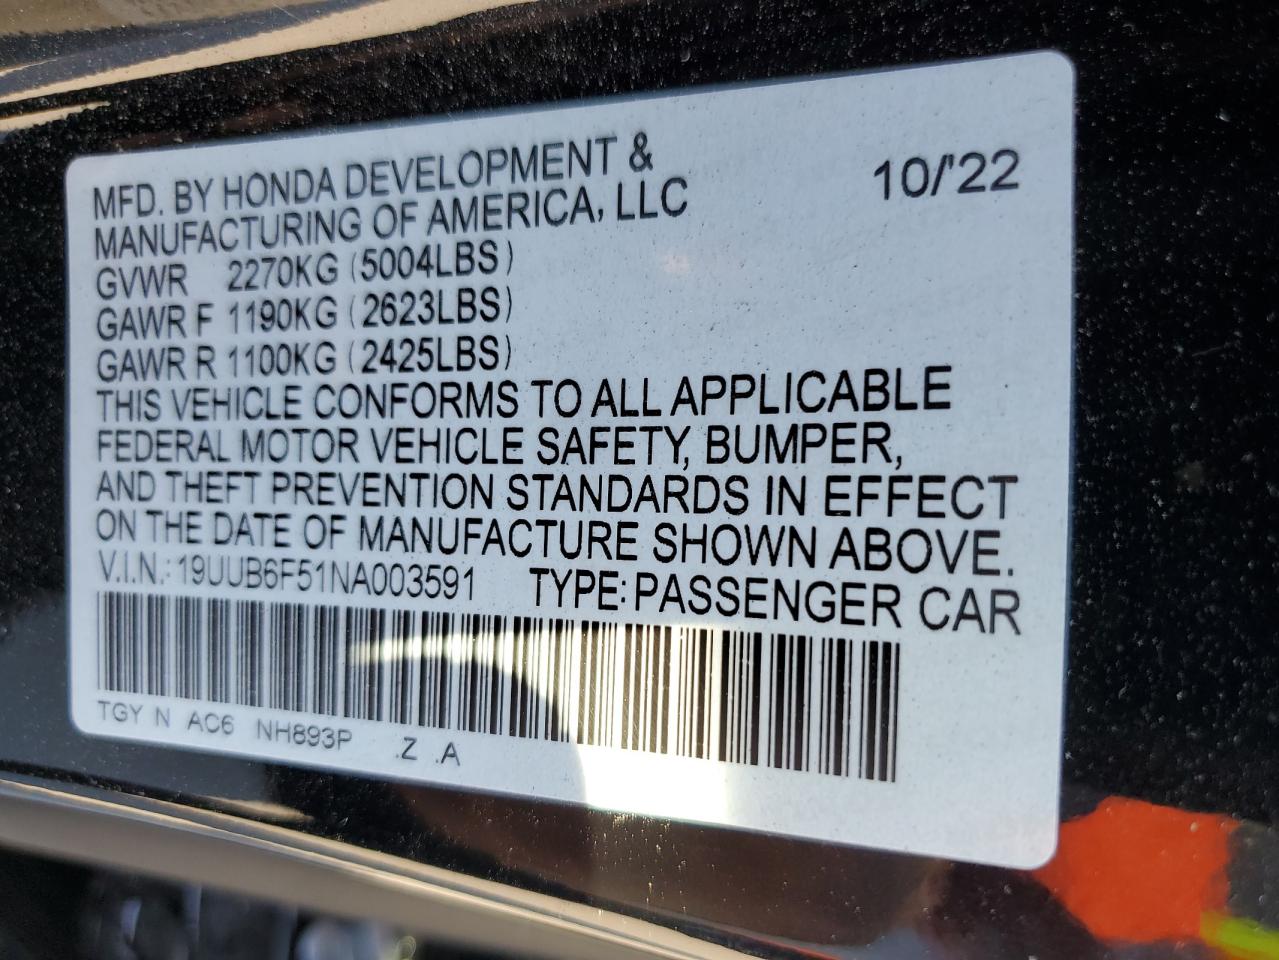 MFD. BY HONDA DEVELOPMENT &
MANUFACTURING OF AMERICA, LLC 10/'22
GVWR 2270KG (5004LBS)
GAWR F 1190KG (2623LBS)
GAWR R 1100KG (2425LBS)
THIS VEHICLE CONFORMS TO ALL APPLICABLE
FEDERAL MOTOR VEHICLE SAFETY, BUMPER,
AND THEFT PREVENTION STANDARDS IN EFFECT
ON THE DATE OF MANUFACTURE SHOWN ABOVE.
V.I.N.: 19UUB6F51NA003591 TYPE: PASSENGER CAR
TGY N AC6 NH893P .Z .A